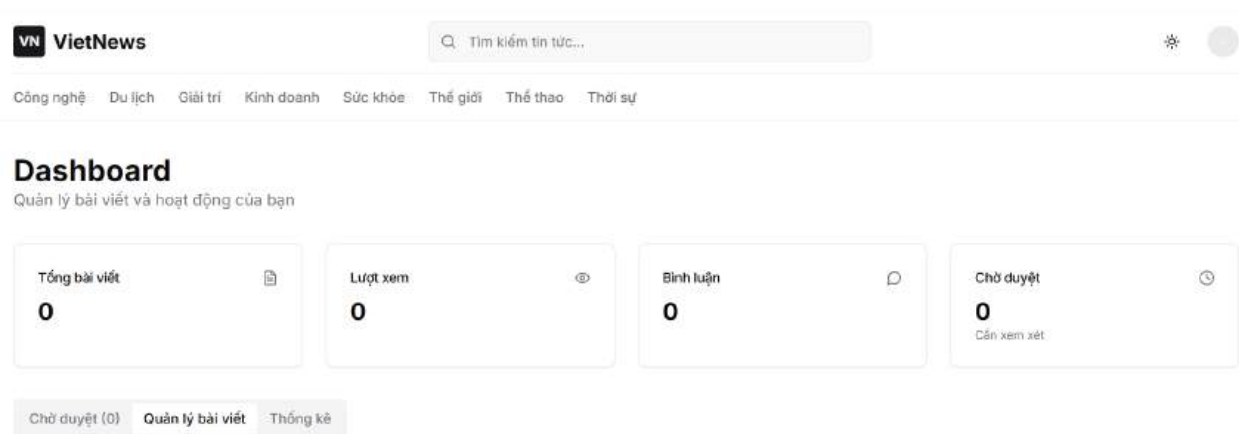 VN VietNews
Tìm kiếm tin tức...
Công nghệ Du lịch Giải trí Kinh doanh Sức khỏe Thế giới Thể thao Thời sự
Dashboard
Quản lý bài viết và hoạt động của bạn
Tổng bài viết
0
Lượt xem
0
Bình luận
0
Chờ duyệt
0
Cần xem xét
Chờ duyệt (0) Quản lý bài viết Thống kê